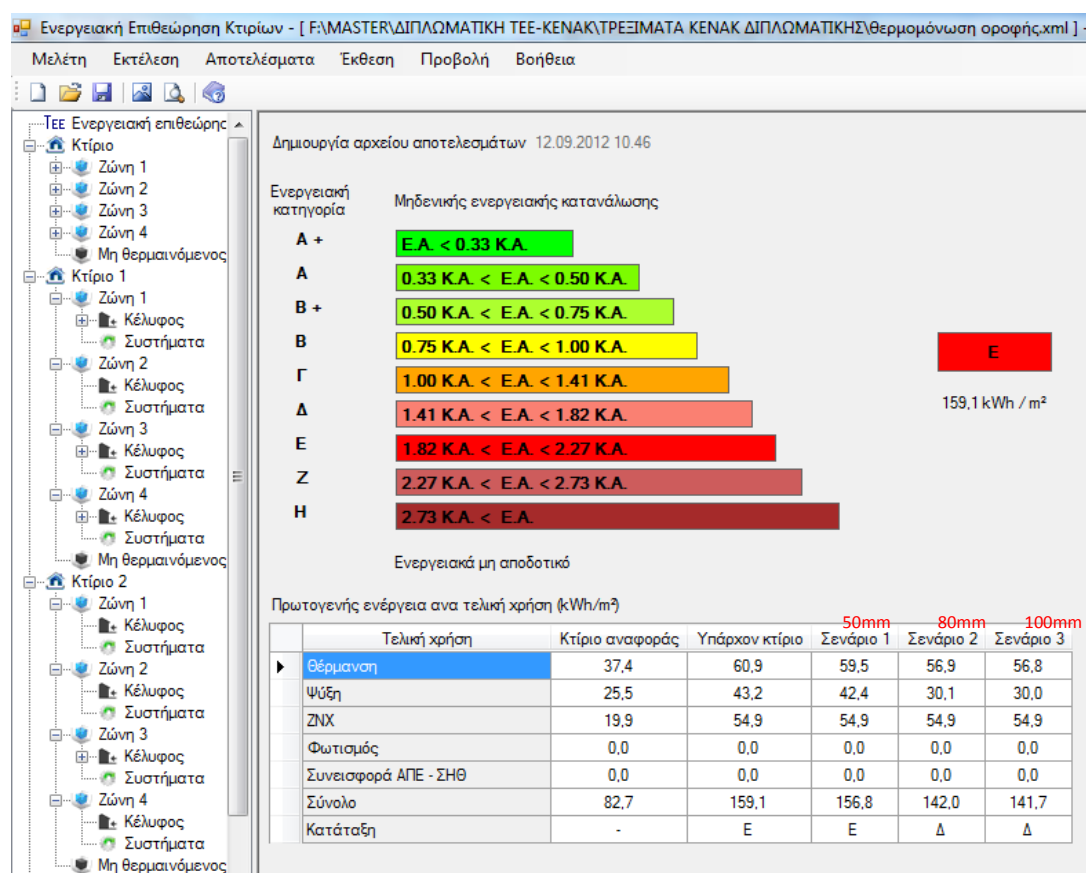 Ενεργειακή Επιθεώρηση Κτιρίων - [ F:\MASTER\ΔΙΠΛΩΜΑΤΙΚΗ ΤΕΕ-ΚΕΝΑΚ\ΤΡΕΞΙΜΑΤΑ ΚΕΝΑΚ ΔΙΠΛΩΜΑΤΙΚΗΣ\θερμομόνωση οροφής.xml ] -
Μελέτη Εκτέλεση Αποτελέσματα Έκθεση Προβολή Βοήθεια
ΤΕΕ Ενεργειακή επιθεώρησ
Κτίριο
Ζώνη 1
Ζώνη 2
Ζώνη 3
Ζώνη 4
Μη θερμαινόμενος
Κτίριο 1
Ζώνη 1
Κέλυφος
Συστήματα
Ζώνη 2
Κέλυφος
Συστήματα
Ζώνη 3
Κέλυφος
Συστήματα
Ζώνη 4
Κέλυφος
Συστήματα
Μη θερμαινόμενος
Κτίριο 2
Ζώνη 1
Κέλυφος
Συστήματα
Ζώνη 2
Κέλυφος
Συστήματα
Ζώνη 3
Κέλυφος
Συστήματα
Ζώνη 4
Κέλυφος
Συστήματα
Μη θερμαινόμενος
Δημιουργία αρχείου αποτελεσμάτων 12.09.2012 10.46
Ενεργειακή
κατηγορία
Μηδενικής ενεργειακής κατανάλωσης
Α + Ε.Α. < 0.33 Κ.Α.
Α 0.33 Κ.Α. < Ε.Α. < 0.50 Κ.Α.
Β + 0.50 Κ.Α. < Ε.Α. < 0.75 Κ.Α.
Β 0.75 Κ.Α. < Ε.Α. < 1.00 Κ.Α.
Γ 1.00 Κ.Α. < Ε.Α. < 1.41 Κ.Α.
Δ 1.41 Κ.Α. < Ε.Α. < 1.82 Κ.Α.
Ε 1.82 Κ.Α. < Ε.Α. < 2.27 Κ.Α.
Ζ 2.27 Κ.Α. < Ε.Α. < 2.73 Κ.Α.
Η 2.73 Κ.Α. < Ε.Α.
Ε
159,1 kWh / m²
Ενεργειακά μη αποδοτικό
Πρωτογενής ενέργεια ανα τελική χρήση (kWh/m²)
50mm 80mm 100mm
Τελική χρήση Κτίριο αναφοράς Υπάρχον κτίριο Σενάριο 1 Σενάριο 2 Σενάριο 3
Θέρμανση 37,4 60,9 59,5 56,9 56,8
Ψύξη 25,5 43,2 42,4 30,1 30,0
ΖΝΧ 19,9 54,9 54,9 54,9 54,9
Φωτισμός 0,0 0,0 0,0 0,0 0,0
Συνεισφορά ΑΠΕ - ΣΗΘ 0,0 0,0 0,0 0,0 0,0
Σύνολο 82,7 159,1 156,8 142,0 141,7
Κατάταξη - Ε Ε Δ Δ